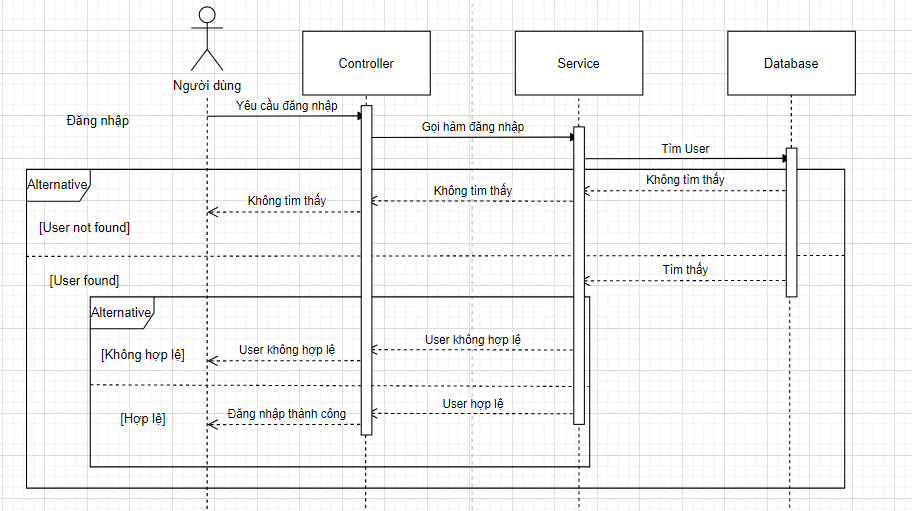 Người dùng
Controller
Service
Database
Đăng nhập
Yêu cầu đăng nhập
Gọi hàm đăng nhập
Tìm User
Alternative
Không tìm thấy
Không tìm thấy
Không tìm thấy
[User not found]
[User found]
Tìm thấy
Alternative
[Không hợp lệ]
User không hợp lệ
User không hợp lệ
[Hợp lệ]
Đăng nhập thành công
User hợp lệ